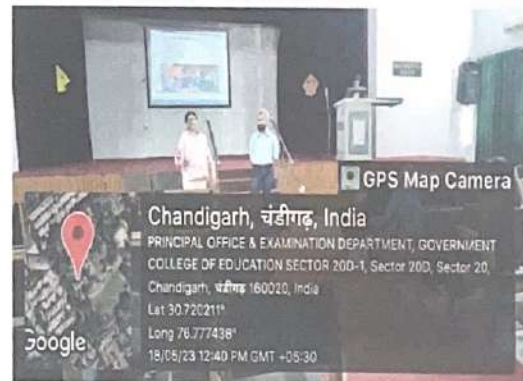 GPS Map Camera
Chandigarh, चंडीगढ़, India
PRINCIPAL OFFICE & EXAMINATION DEPARTMENT, GOVERNMENT
COLLEGE OF EDUCATION SECTOR 20D-1, Sector 20D, Sector 20,
Chandigarh, चंडीगढ़ 160020, India
Lat 30.720211°
Long 76.777438°
18/05/23 12:40 PM GMT +05:30
Google